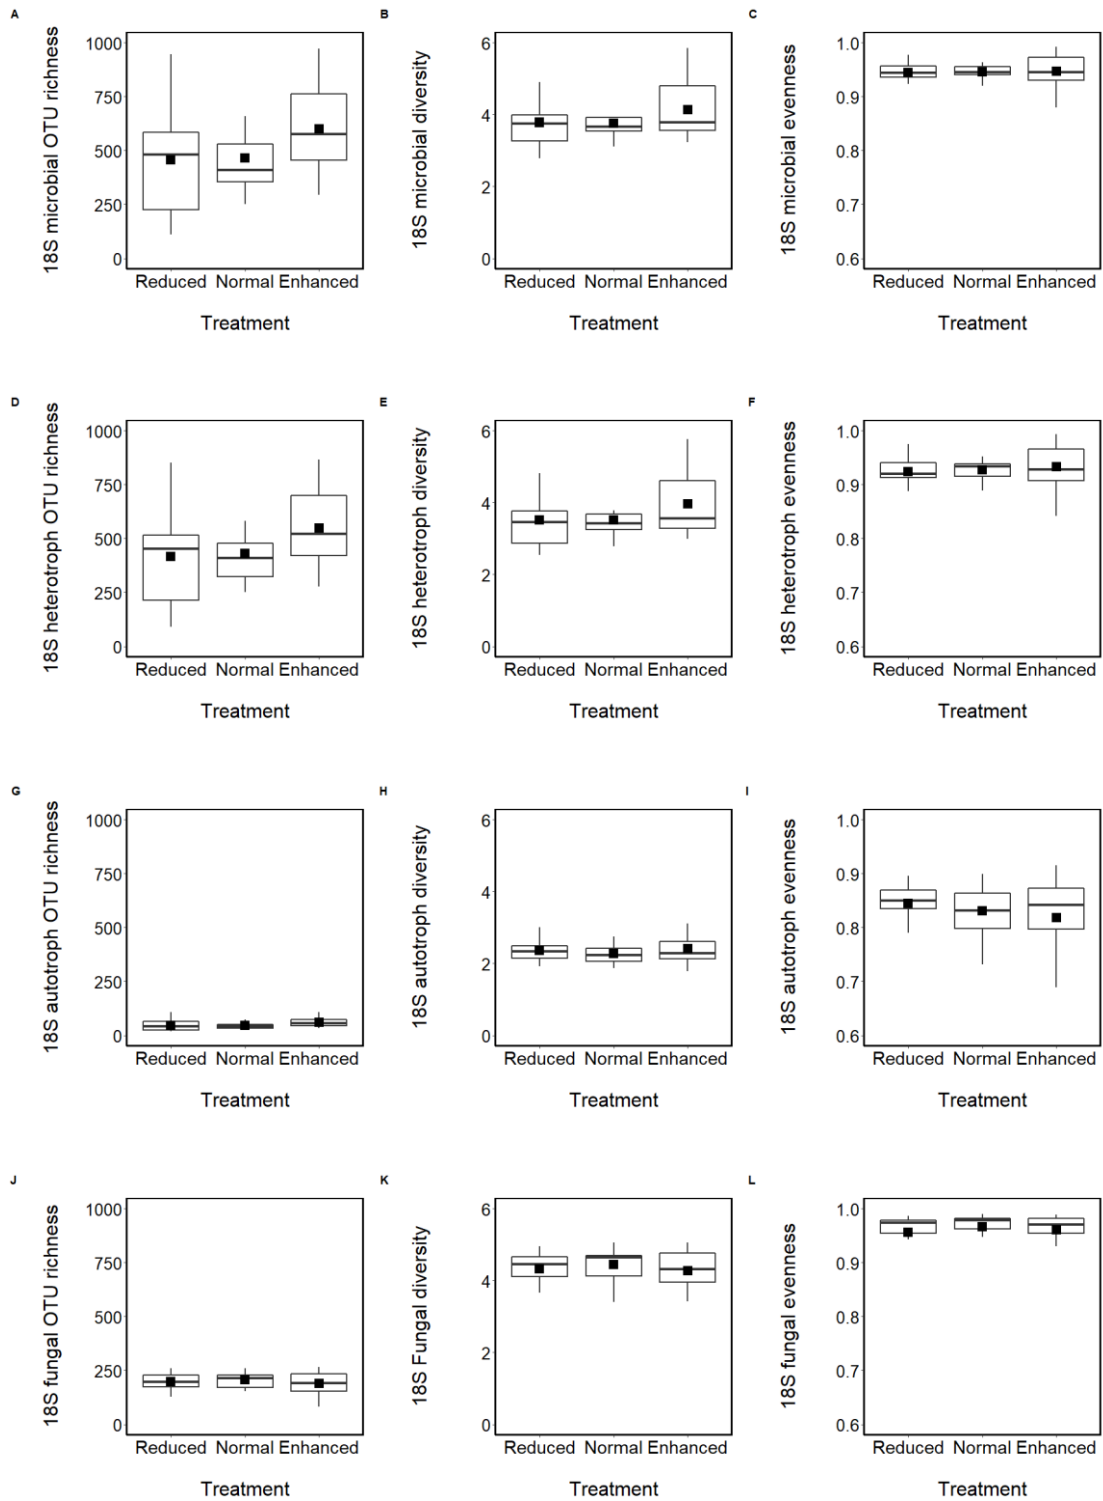 A
18S microbial OTU richness
1000
750
500
250
0
Reduced Normal Enhanced
Treatment
B
18S microbial diversity
6
4
2
0
Reduced Normal Enhanced
Treatment
C
18S microbial evenness
1.0
0.9
0.8
0.7
0.6
Reduced Normal Enhanced
Treatment
D
18S heterotroph OTU richness
1000
750
500
250
0
Reduced Normal Enhanced
Treatment
E
18S heterotroph diversity
6
4
2
0
Reduced Normal Enhanced
Treatment
F
18S heterotroph evenness
1.0
0.9
0.8
0.7
0.6
Reduced Normal Enhanced
Treatment
G
18S autotroph OTU richness
1000
750
500
250
0
Reduced Normal Enhanced
Treatment
H
18S autotroph diversity
6
4
2
0
Reduced Normal Enhanced
Treatment
I
18S autotroph evenness
1.0
0.9
0.8
0.7
0.6
Reduced Normal Enhanced
Treatment
J
18S fungal OTU richness
1000
750
500
250
0
Reduced Normal Enhanced
Treatment
K
18S Fungal diversity
6
4
2
0
Reduced Normal Enhanced
Treatment
L
18S fungal evenness
1.0
0.9
0.8
0.7
0.6
Reduced Normal Enhanced
Treatment